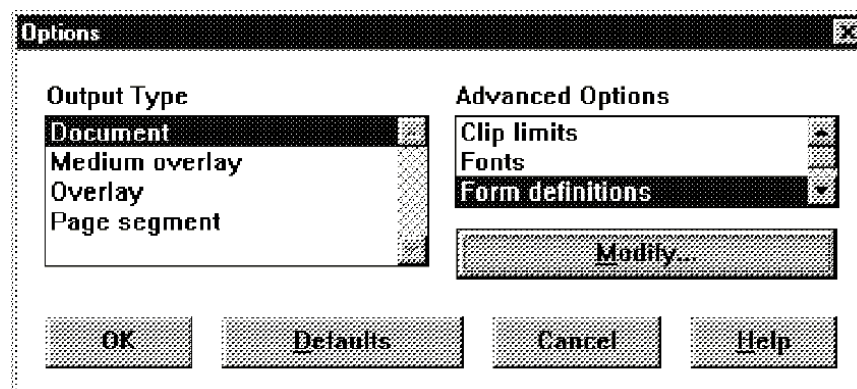 Options
Output Type
Document
Medium overlay
Overlay
Page segment
Advanced Options
Clip limits
Fonts
Form definitions
Modify...
OK
Defaults
Cancel
Help